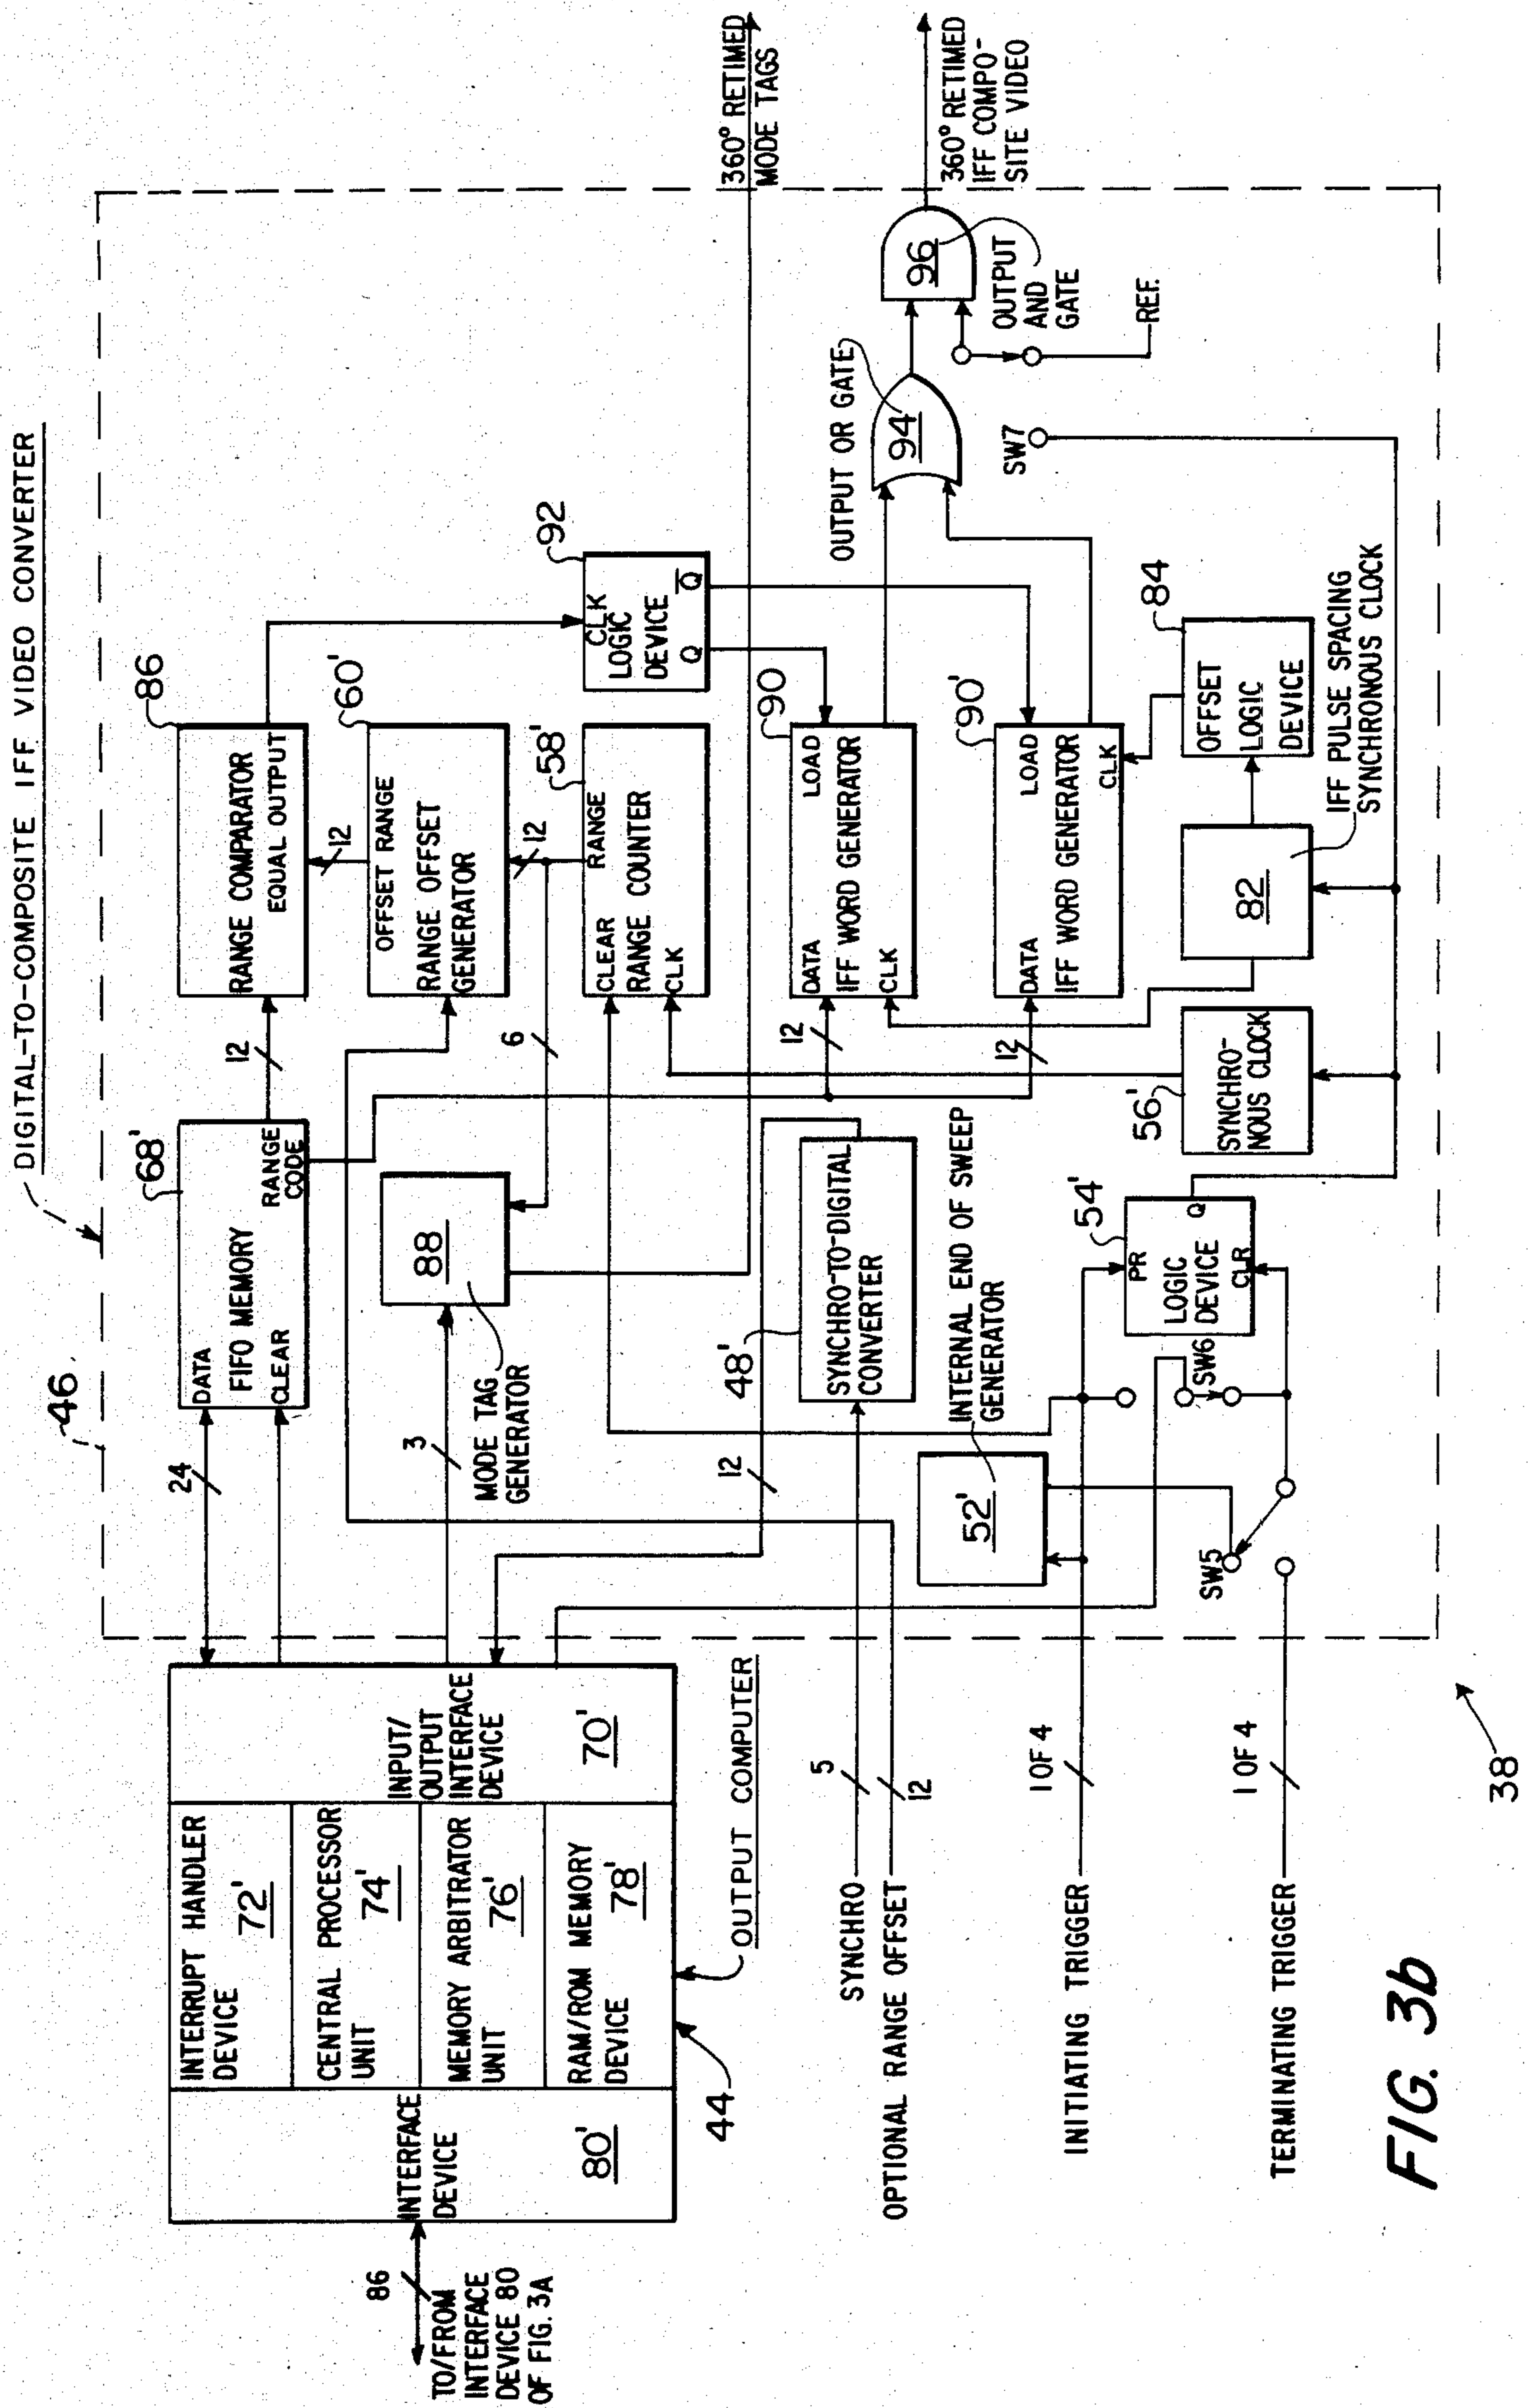 DIGITAL-TO-COMPOSITE IFF VIDEO CONVERTER
46
TO/FROM
INTERFACE
DEVICE 80
OF FIG. 3A
86
INTERFACE
DEVICE
80'
INTERRUPT HANDLER
DEVICE
72'
CENTRAL PROCESSOR
UNIT
74'
MEMORY ARBITRATOR
UNIT
76'
RAM/ROM MEMORY
DEVICE
78'
INPUT/
OUTPUT
INTERFACE
DEVICE
70'
44
OUTPUT COMPUTER
24
DATA
FIFO MEMORY
CLEAR
RANGE
CODE
68'
12
RANGE COMPARATOR
EQUAL OUTPUT
86
12
OFFSET RANGE
RANGE OFFSET
GENERATOR
60'
12
RANGE
CLEAR
RANGE COUNTER
CLK
58'
3
88
MODE TAG
GENERATOR
6
CLK
LOGIC
DEVICE
Q
Q
92
12
DATA
LOAD
IFF WORD GENERATOR
CLK
90
12
DATA
LOAD
IFF WORD GENERATOR
CLK
90'
12
SYNCHRO-TO-DIGITAL
CONVERTER
48'
INTERNAL END OF SWEEP
GENERATOR
52'
PR
LOGIC
DEVICE
CLR
Q
54'
SW6
SW5
SYNCHRO-
NOUS CLOCK
56'
82
IFF PULSE SPACING
SYNCHRONOUS CLOCK
OFFSET
LOGIC
DEVICE
84
OUTPUT OR GATE
94
96
OUTPUT
AND
GATE
SW7
REF.
360° RETIMED
MODE TAGS
360° RETIMED
IFF COMPO-
SITE VIDEO
SYNCHRO
5
OPTIONAL RANGE OFFSET
12
INITIATING TRIGGER
1 OF 4
TERMINATING TRIGGER
1 OF 4
38
FIG. 3b